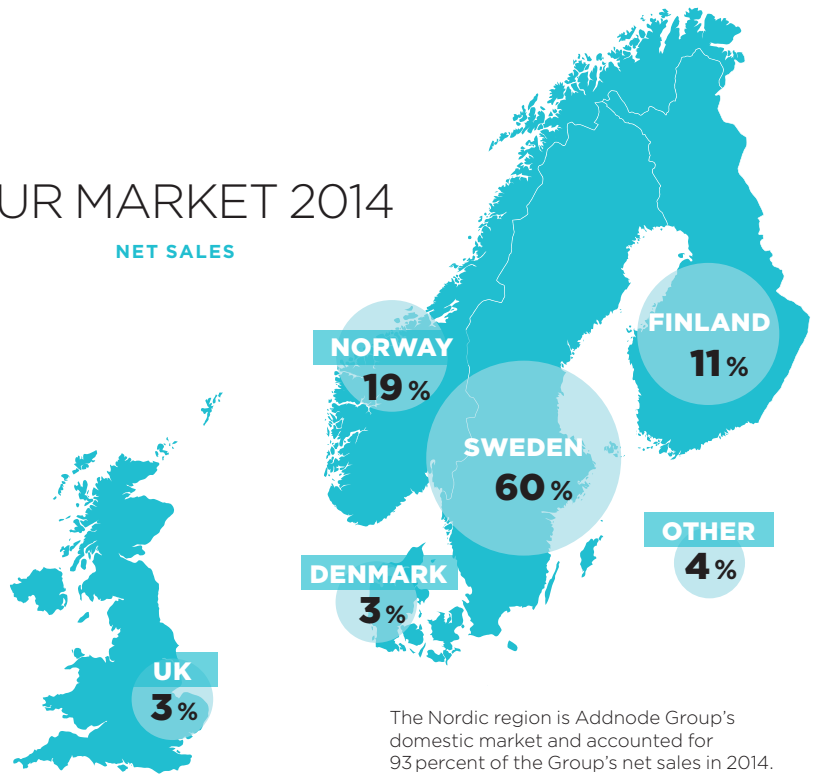 UR MARKET 2014
NET SALES
NORWAY
19 %
FINLAND
11 %
SWEDEN
60 %
OTHER
4 %
DENMARK
3 %
UK
3 %
The Nordic region is Addnode Group’s
domestic market and accounted for
93 percent of the Group’s net sales in 2014.